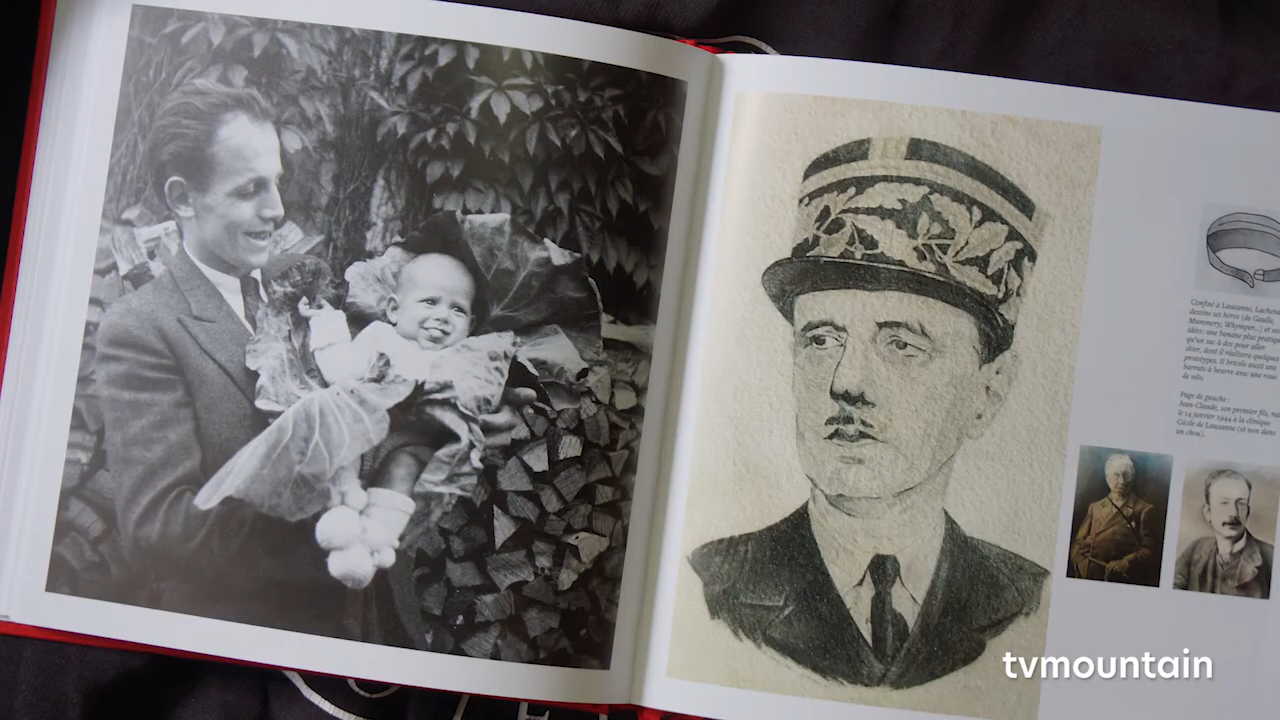 Confiné à Lausanne, Lachenal
dessine ses héros (de Gaulle,
Mummery, Whymper...) et ses
idées: une lucarne plus pratique
qu'un sac à dos pour aller
skier, dont il réalisera quelques
prototypes. Il bricole aussi une
barrate à beurre avec une roue
de vélo.
Page de gauche :
Jean-Claude, son premier fils, né
le 14 janvier 1944 à la clinique
Cécile de Lausanne (et non dans
un chou).
tvmountain